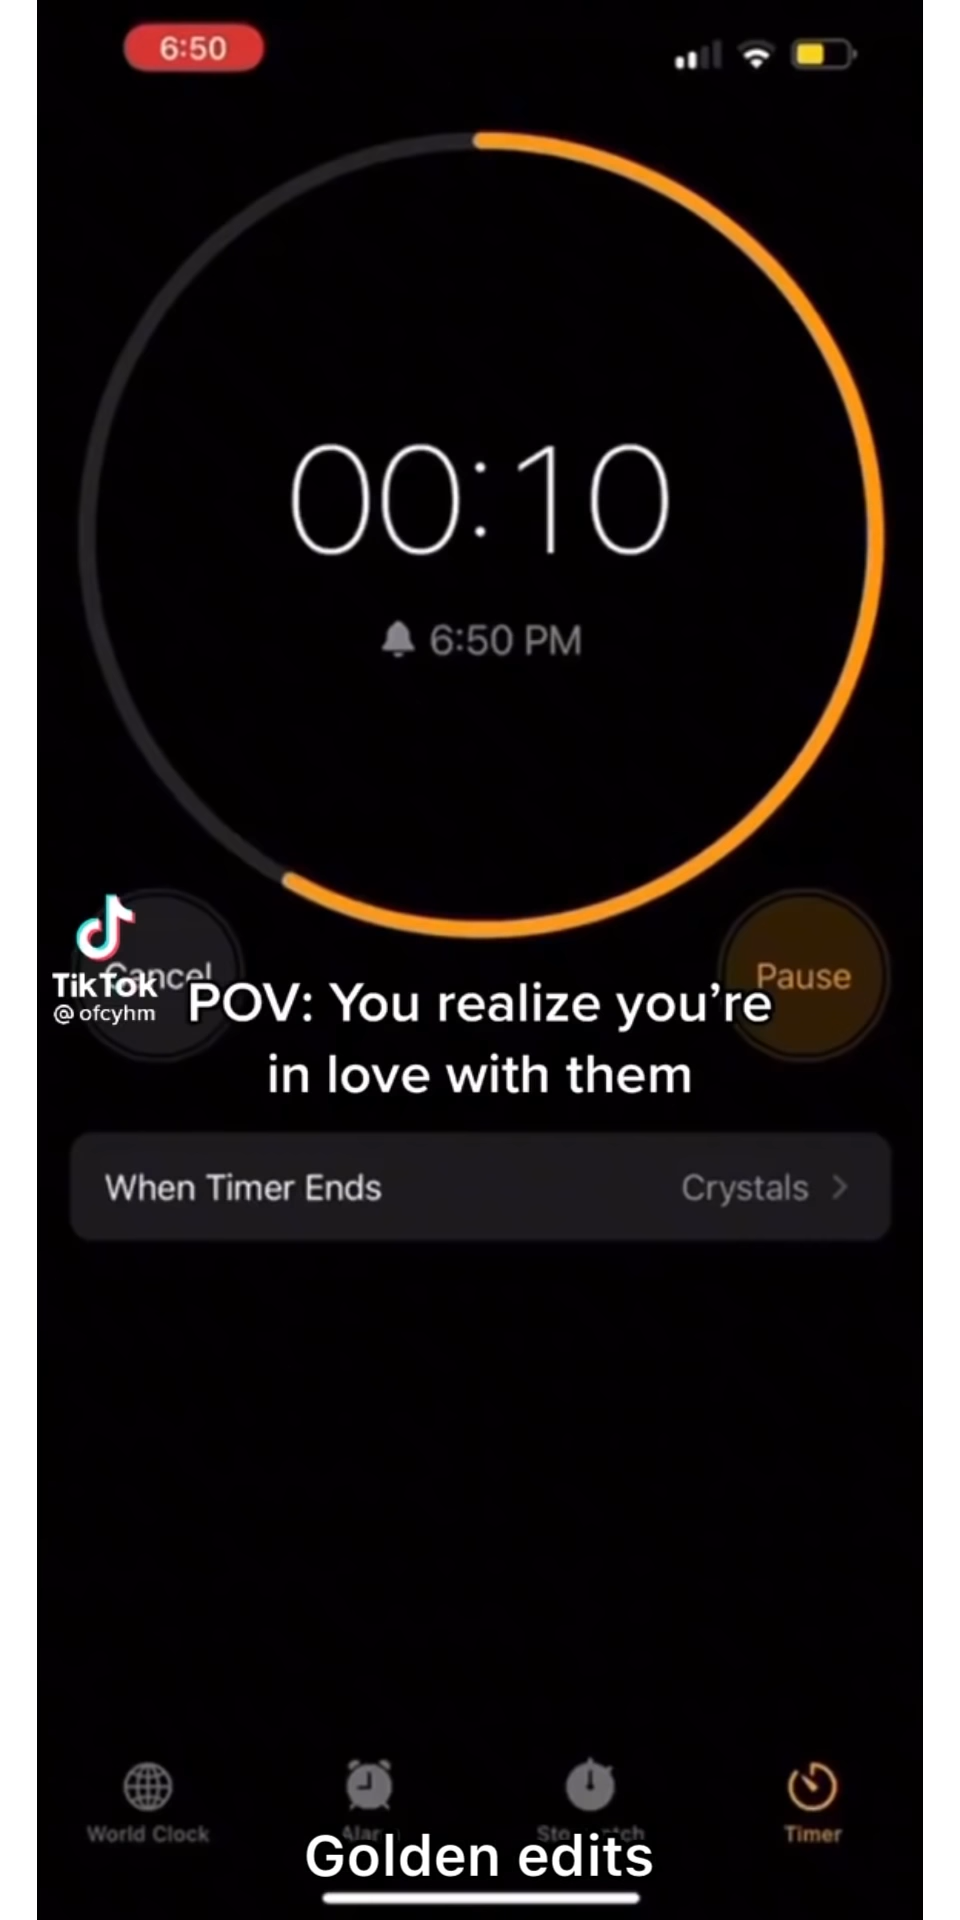 6:50
00:10
6:50 PM
Cancel
Pause
TikTok
@ofcyhm
POV: You realize you’re
in love with them
When Timer Ends
Crystals
World Clock
Timer
Golden edits